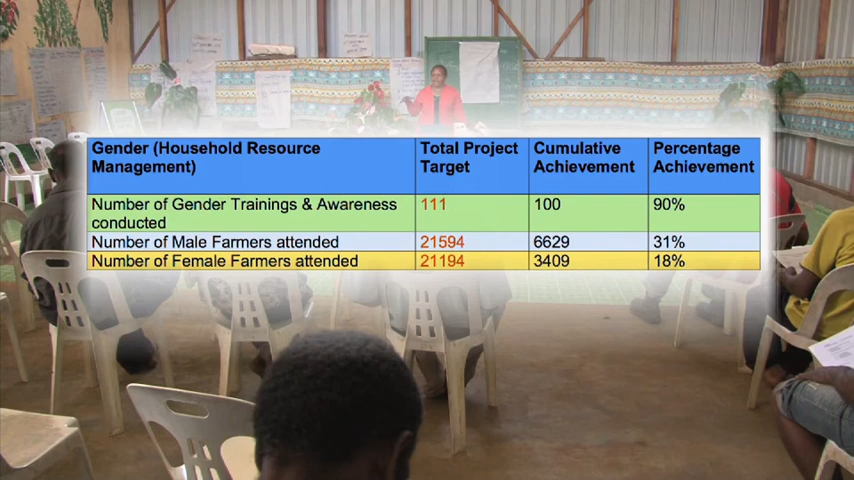 Gender (Household Resource Management) Total Project Target Cumulative Achievement Percentage Achievement
Number of Gender Trainings & Awareness conducted 111 100 90%
Number of Male Farmers attended 21594 6629 31%
Number of Female Farmers attended 21194 3409 18%